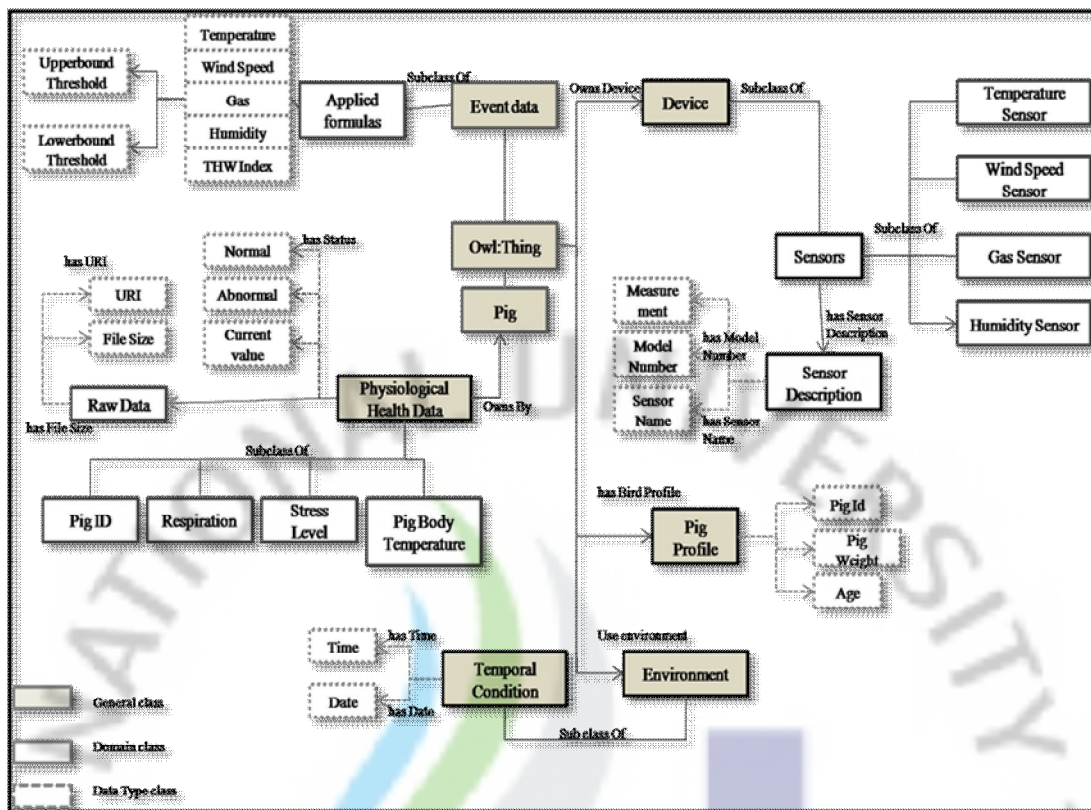 Temperature
Upperbound
Threshold
Wind Speed
Gas
Lowerbound
Threshold
Humidity
THW Index
Applied
formulas
Subclass Of
Event data
Owns Device
Device
Subclass Of
Temperature
Sensor
Wind Speed
Sensor
Subclass Of
Gas Sensor
Humidity Sensor
Sensors
has Sensor
Description
Sensor
Description
Measure
ment
has Model
Number
Model
Number
Sensor
Name
has Sensor
Name
Owl:Thing
Pig
Normal
has Status
Abnormal
Current
value
has URI
URI
File Size
Raw Data
has File Size
Physiological
Health Data
Owns By
Subclass Of
Pig ID
Respiration
Stress
Level
Pig Body
Temperature
has Bird Profile
Pig
Profile
Pig Id
Pig
Weight
Age
Time
has Time
Date
has Date
Temporal
Condition
Use environment
Environment
Sub class Of
General class
Domain class
Data Type class
NATIONAL UNIVERSITY